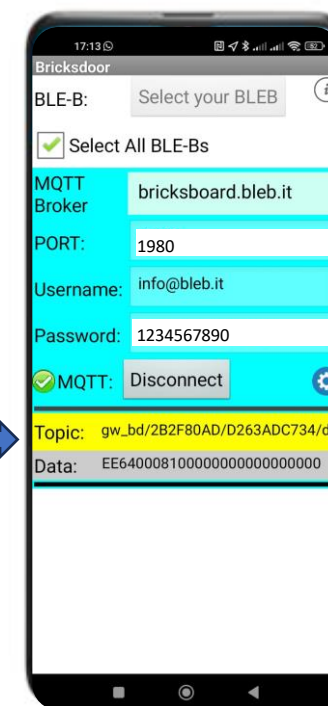 17:13
Bricksdoor
BLE-B: Select your BLEB
Select All BLE-Bs
MQTT Broker bricksboard.bleb.it
PORT: 1980
Username: info@bleb.it
Password: 1234567890
MQTT: Disconnect
Topic: gw_bd/2B2F80AD/D263ADC734/d
Data: EE64000810000000000000000